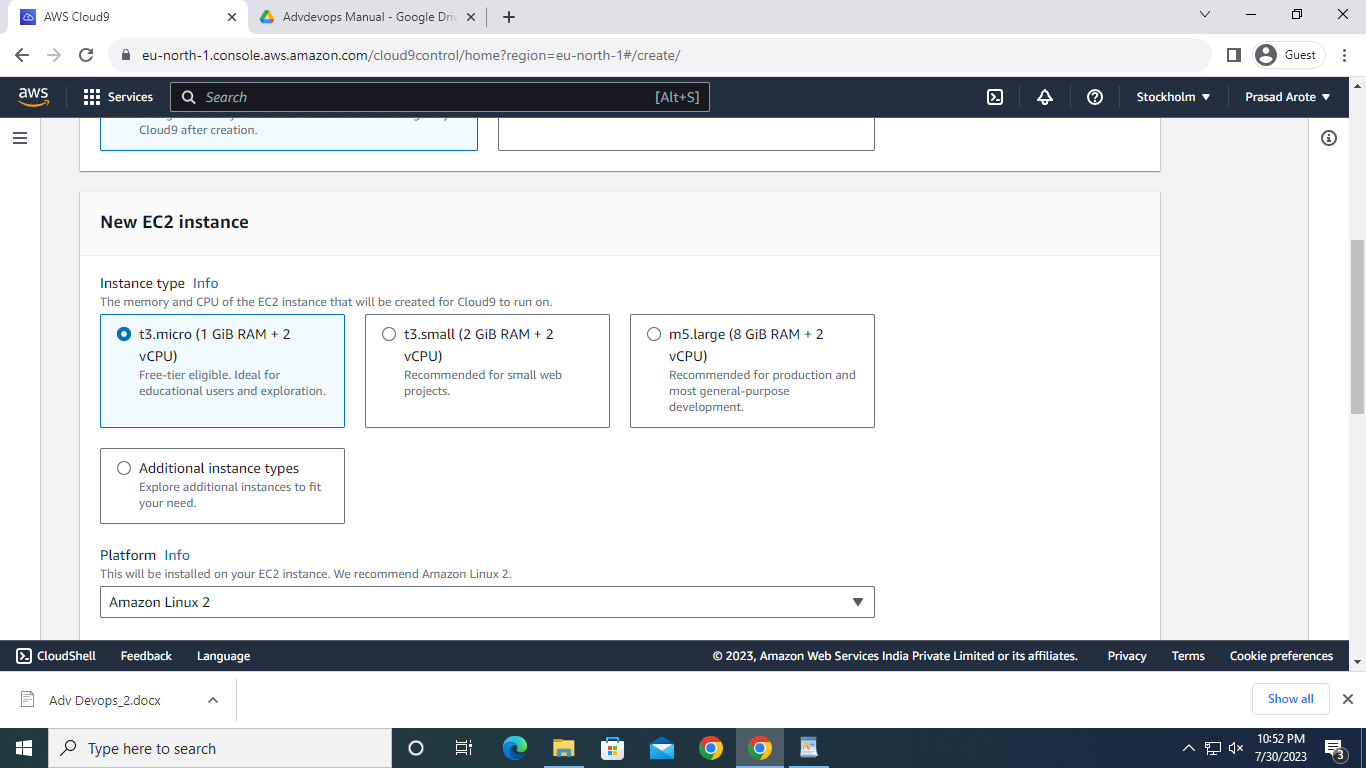 AWS Cloud9
Advdevops Manual - Google Driv
eu-north-1.console.aws.amazon.com/cloud9control/home?region=eu-north-1#/create/
Guest
aws
Services
Search
[Alt+S]
Stockholm
Prasad Arote
Cloud9 after creation.
New EC2 instance
Instance type Info
The memory and CPU of the EC2 instance that will be created for Cloud9 to run on.
t3.micro (1 GiB RAM + 2
vCPU)
Free-tier eligible. Ideal for
educational users and exploration.
t3.small (2 GiB RAM + 2
vCPU)
Recommended for small web
projects.
m5.large (8 GiB RAM + 2
vCPU)
Recommended for production and
most general-purpose
development.
Additional instance types
Explore additional instances to fit
your need.
Platform Info
This will be installed on your EC2 instance. We recommend Amazon Linux 2.
Amazon Linux 2
CloudShell
Feedback
Language
© 2023, Amazon Web Services India Private Limited or its affiliates.
Privacy
Terms
Cookie preferences
Adv Devops_2.docx
Show all
Type here to search
10:52 PM
7/30/2023
3